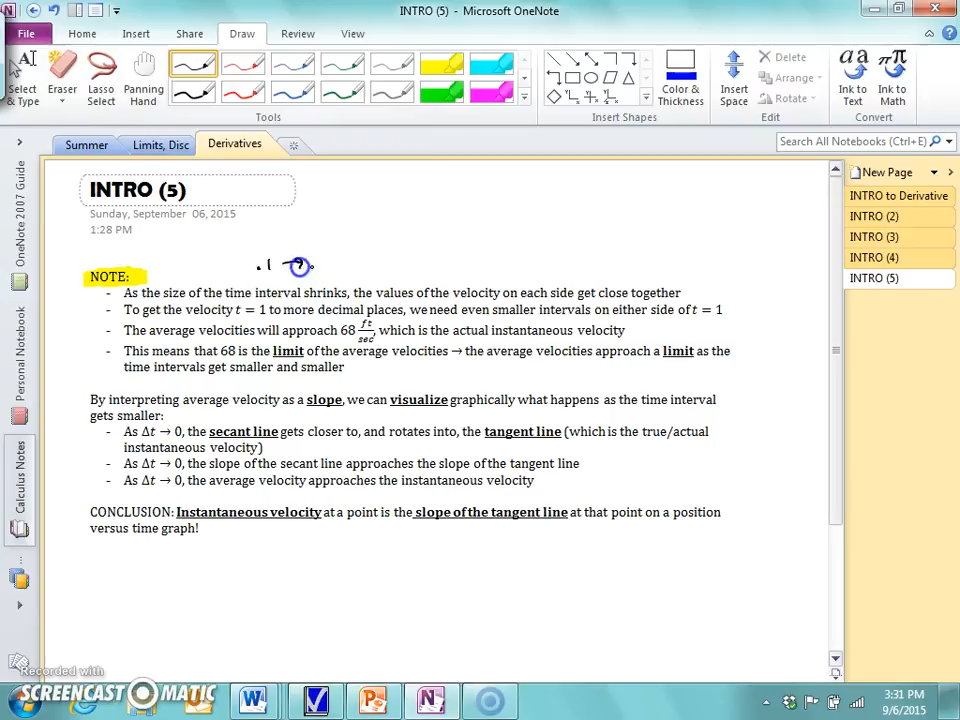 INTRO (5) - Microsoft OneNote
File Home Insert Share Draw Review View
Select & Type
Eraser
Lasso Select
Panning Hand
Color & Thickness
Insert Space
Delete
Arrange
Rotate
Ink to Text
Ink to Math
Tools
Insert Shapes
Edit
Convert
Summer Limits, Disc Derivatives
Search All Notebooks (Ctrl+E)
OneNote 2007 Guide
Personal Notebook
Calculus Notes
New Page
INTRO to Derivative
INTRO (2)
INTRO (3)
INTRO (4)
INTRO (5)
INTRO (5)
Sunday, September 06, 2015
1:28 PM
.1 → .
NOTE:
- As the size of the time interval shrinks, the values of the velocity on each side get close together
- To get the velocity t = 1 to more decimal places, we need even smaller intervals on either side of t = 1
- The average velocities will approach 68 ft/sec, which is the actual instantaneous velocity
- This means that 68 is the limit of the average velocities → the average velocities approach a limit as the
time intervals get smaller and smaller
By interpreting average velocity as a slope, we can visualize graphically what happens as the time interval
gets smaller:
- As Δt → 0, the secant line gets closer to, and rotates into, the tangent line (which is the true/actual
instantaneous velocity)
- As Δt → 0, the slope of the secant line approaches the slope of the tangent line
- As Δt → 0, the average velocity approaches the instantaneous velocity
CONCLUSION: Instantaneous velocity at a point is the slope of the tangent line at that point on a position
versus time graph!
Recorded with
SCREENCAST-O-MATIC
3:31 PM
9/6/2015